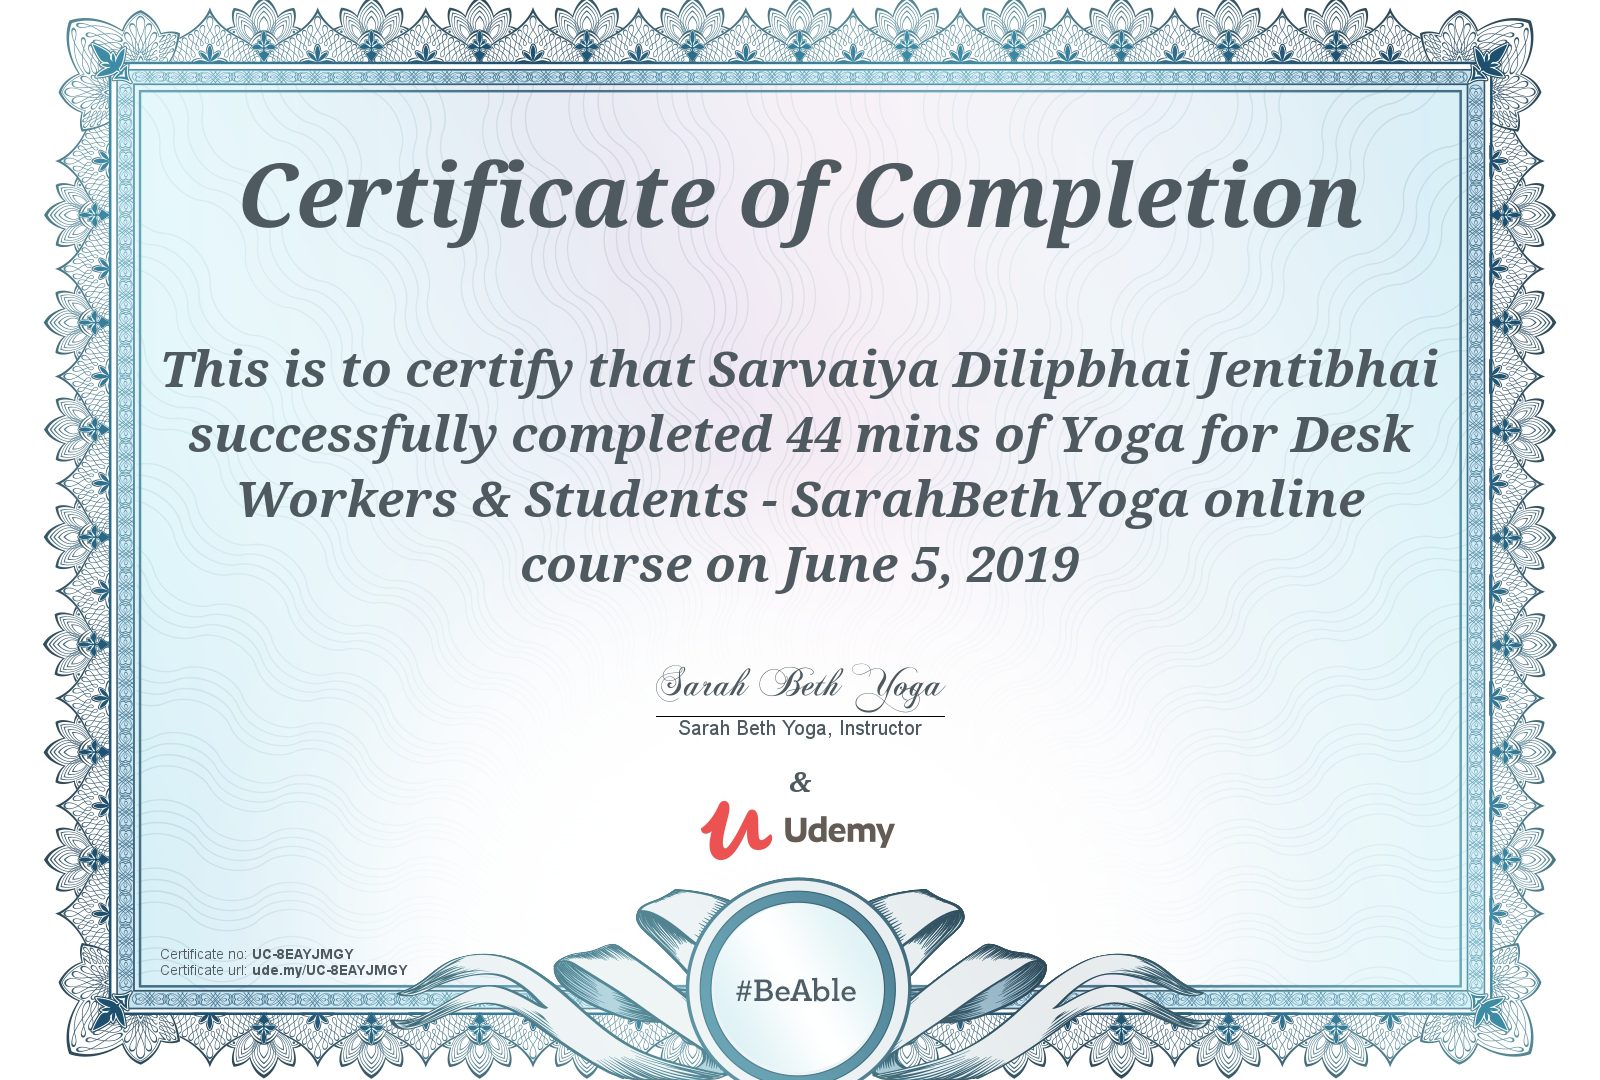 Certificate of Completion
This is to certify that Sarvaiya Dilipbhai Jentibhai
successfully completed 44 mins of Yoga for Desk
Workers & Students - SarahBethYoga online
course on June 5, 2019
Sarah Beth Yoga
Sarah Beth Yoga, Instructor
&
Udemy
Certificate no: UC-8EAYJMGY
Certificate url: ude.my/UC-8EAYJMGY
#BeAble